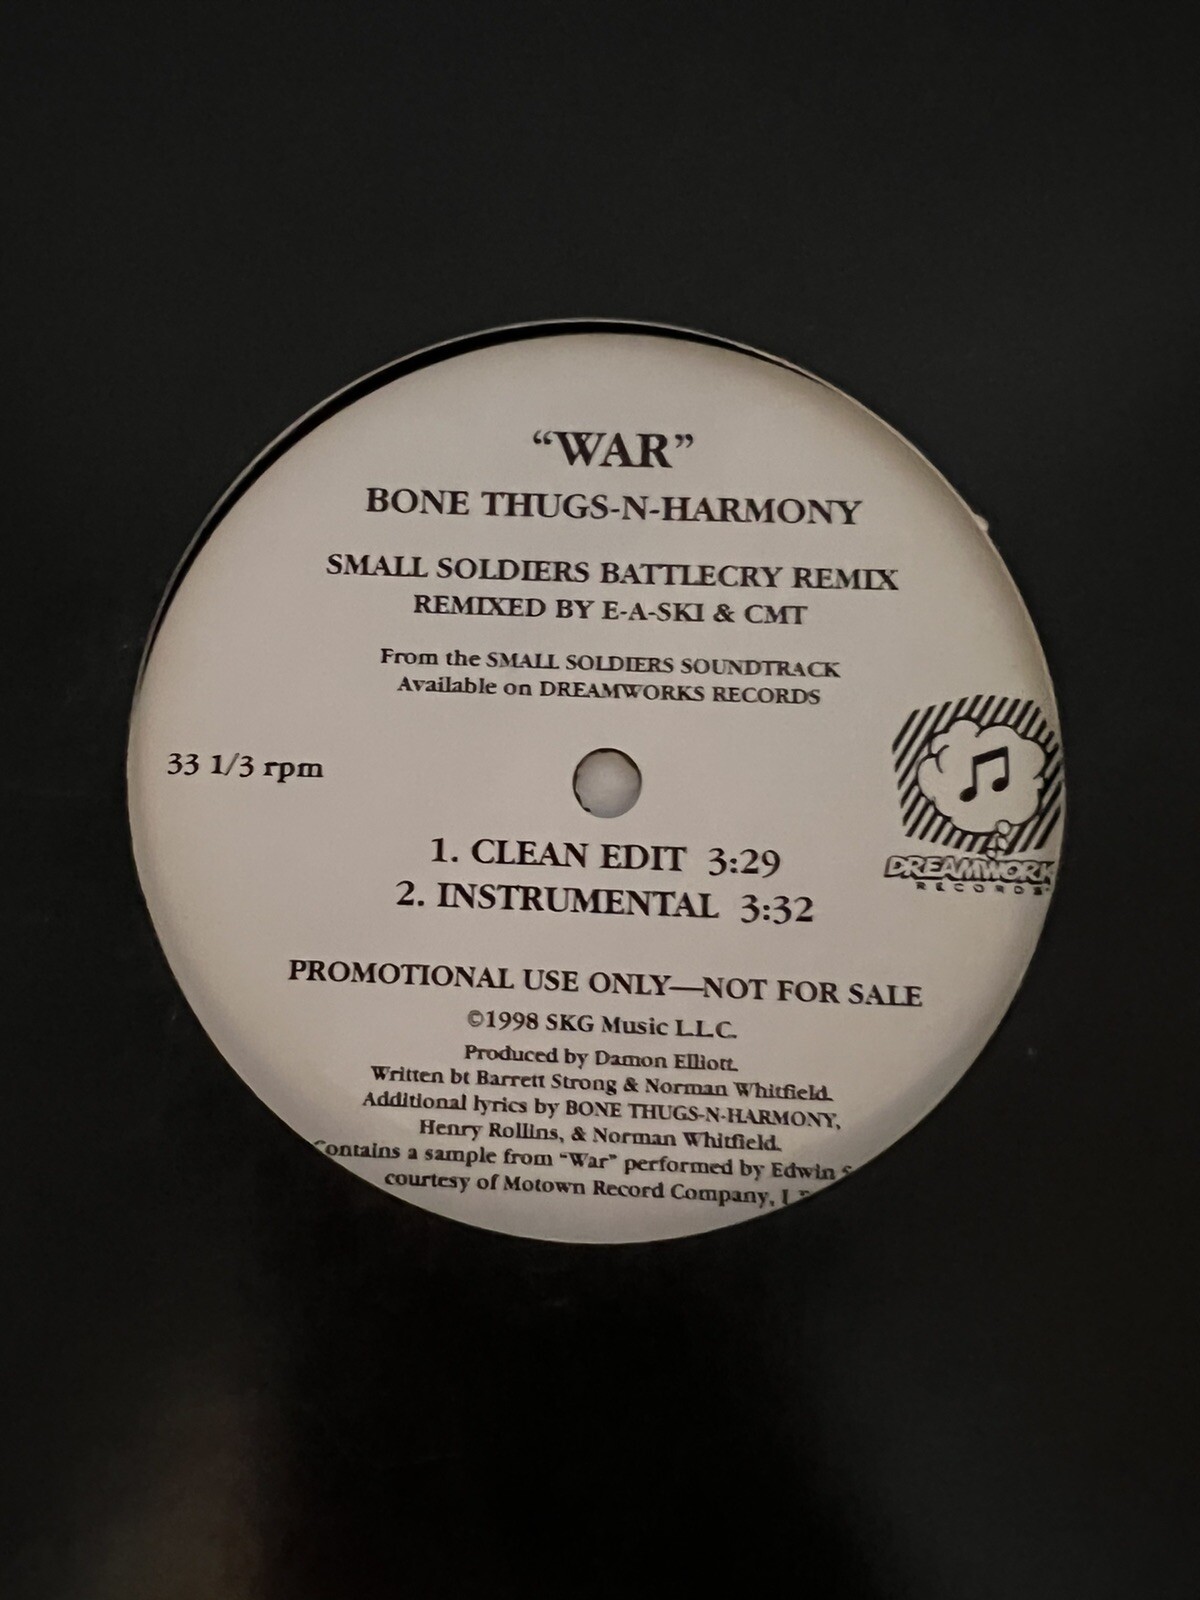 “WAR”
BONE THUGS-N-HARMONY
SMALL SOLDIERS BATTLECRY REMIX
REMIXED BY E-A-SKI & CMT
From the SMALL SOLDIERS SOUNDTRACK
Available on DREAMWORKS RECORDS
33 1/3 rpm
DREAMWORK
RECORDS
1. CLEAN EDIT 3:29
2. INSTRUMENTAL 3:32
PROMOTIONAL USE ONLY—NOT FOR SALE
©1998 SKG Music L.L.C.
Produced by Damon Elliott.
Written bt Barrett Strong & Norman Whitfield.
Additional lyrics by BONE THUGS-N-HARMONY,
Henry Rollins, & Norman Whitfield.
ontains a sample from “War” performed by Edwin
courtesy of Motown Record Company,